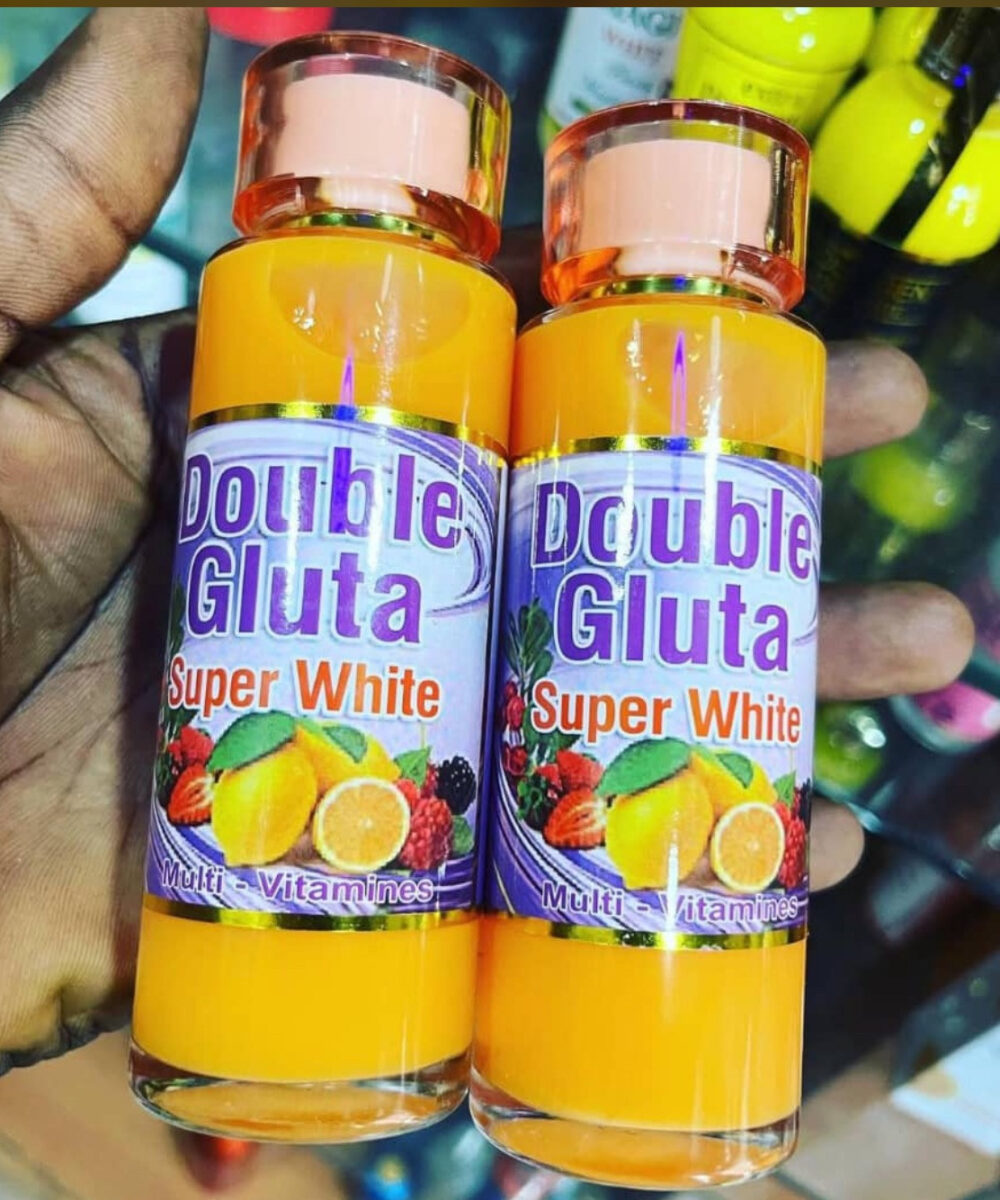 Double
Gluta
Super White
Multi - Vitamines
Double
Gluta
Super White
Multi - Vitamines